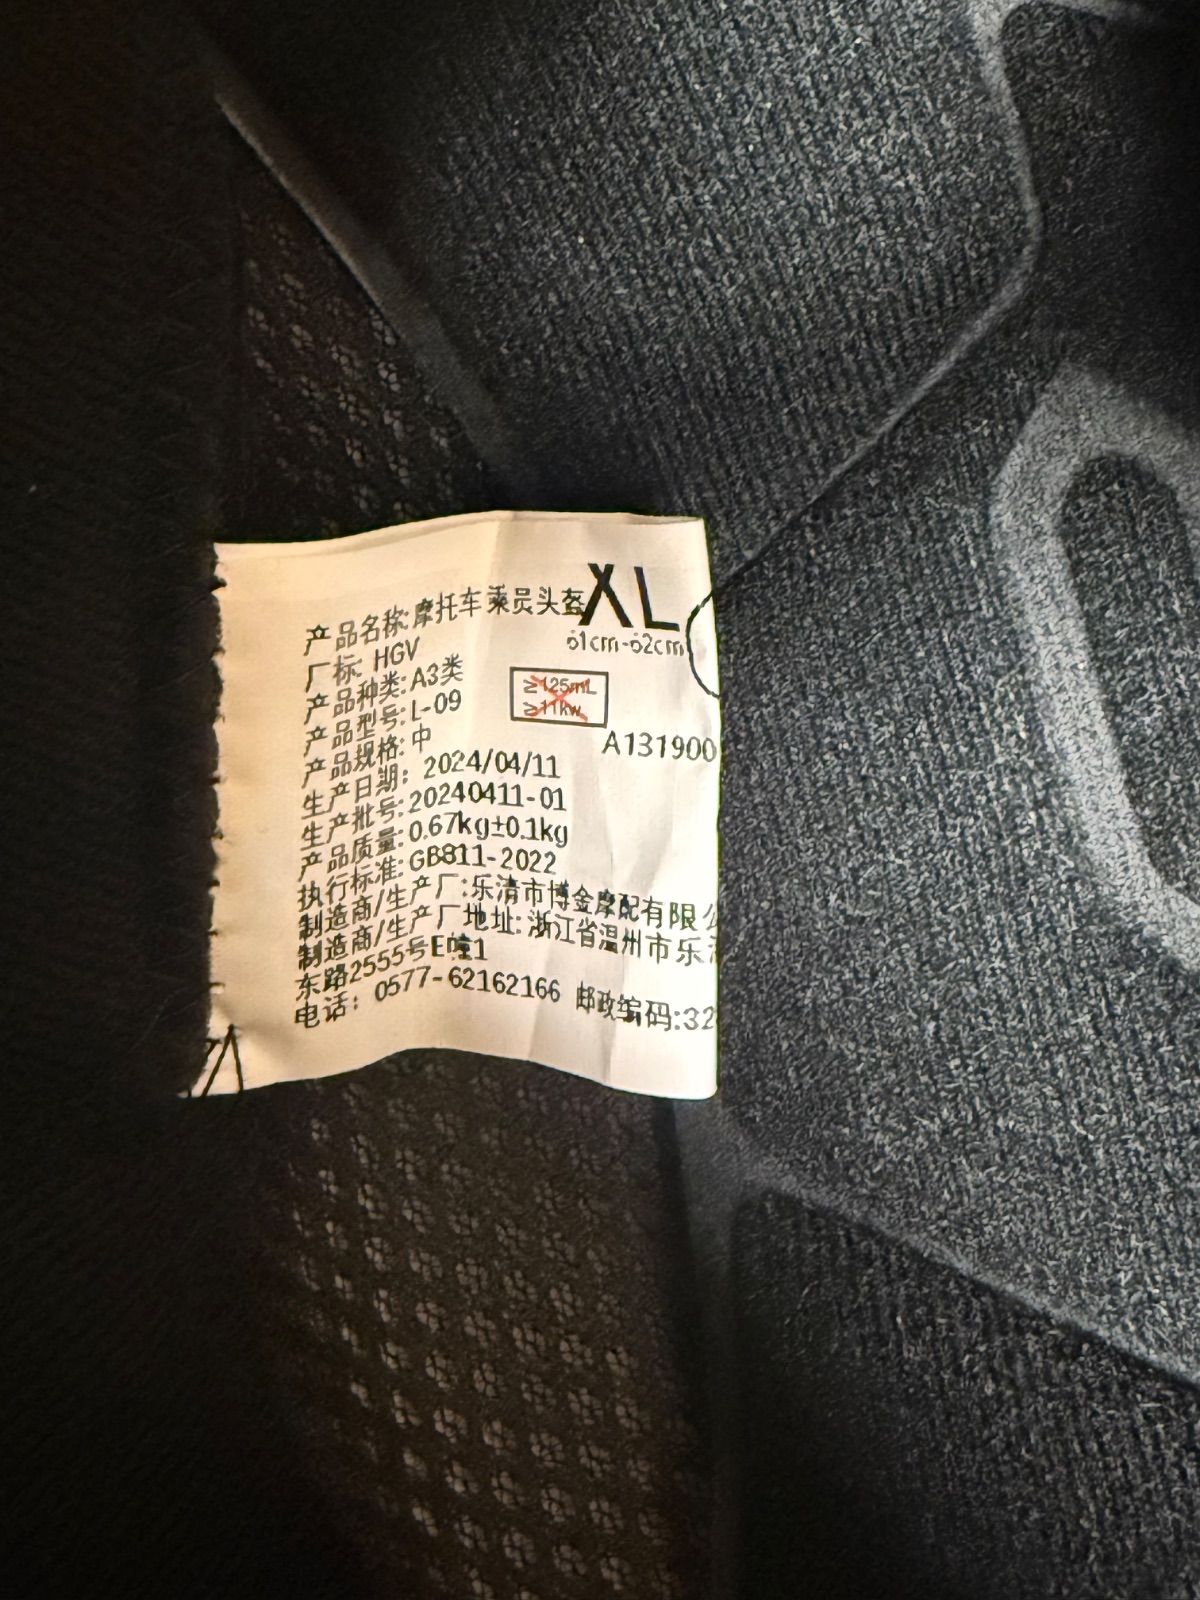 XL
61cm-62cm
产品名称:摩托车乘员头盔
厂标: HGV
产品种类:A3类
≥125mL
≥11kw
产品型号:L-09
A131900
产品规格:中
生产日期: 2024/04/11
生产批号:20240411-01
产品质量:0.67kg±0.1kg
执行标准:GB811-2022
制造商/生产厂:乐清市博金摩配有限
制造商/生产厂地址:浙江省温州市乐
东路2555号E幢1
电话: 0577-62162166 邮政编码:32